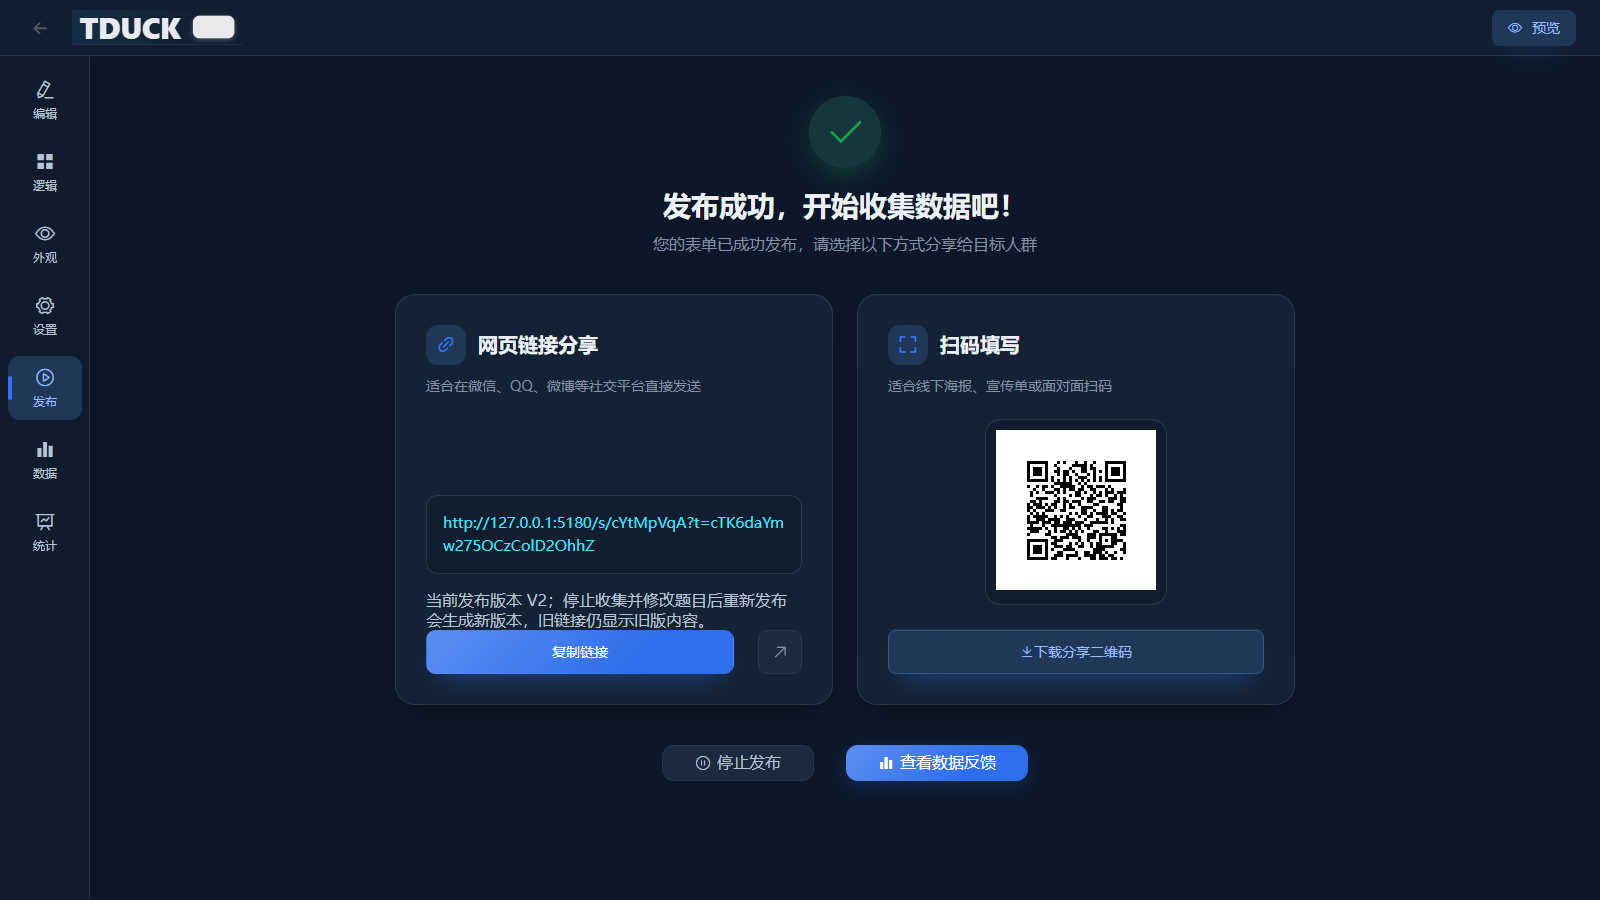 TDUCK
预览
编辑
逻辑
外观
设置
发布
数据
统计
发布成功，开始收集数据吧！
您的表单已成功发布，请选择以下方式分享给目标人群
网页链接分享
适合在微信、QQ、微博等社交平台直接发送
http://127.0.0.1:5180/s/cYtMpVqA?t=cTK6daYm
w275OCzColD2OhhZ
当前发布版本 V2；停止收集并修改题目后重新发布
会生成新版本，旧链接仍显示旧版内容。
复制链接
扫码填写
适合线下海报、宣传单或面对面扫码
下载分享二维码
停止发布
查看数据反馈